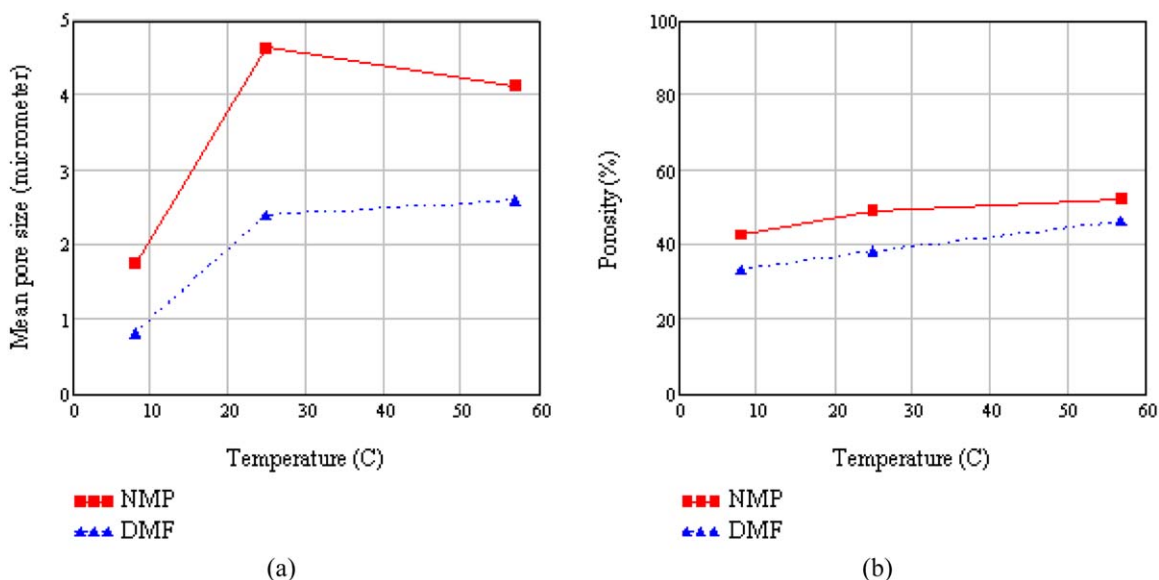 Mean pore size (micrometer)
5
4
3
2
1
0
0 10 20 30 40 50 60
Temperature (C)
NMP
DMF
(a)
Porosity (%)
100
80
60
40
20
0
0 10 20 30 40 50 60
Temperature (C)
NMP
DMF
(b)